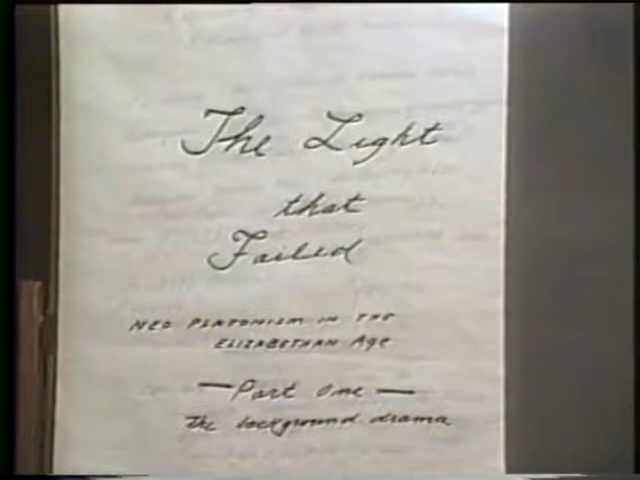 The Light
that
Failed
NEO PLATONISM IN THE
ELIZABETHAN Age
— Part One —
The background drama